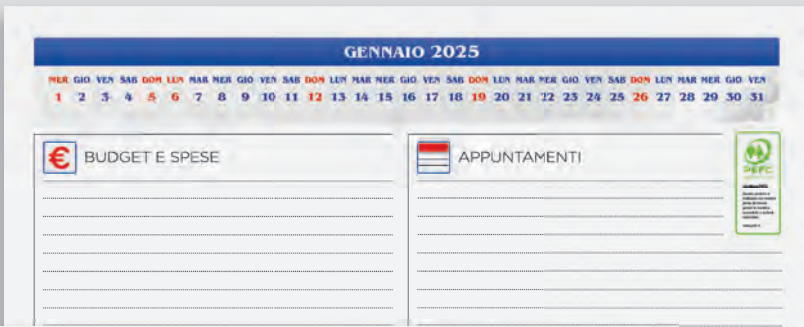 GENNAIO 2025
MER GIO VEN SAB DOM LUN MAR MER GIO VEN SAB DOM LUN MAR MER GIO VEN SAB DOM LUN MAR MER GIO VEN SAB DOM LUN MAR MER GIO VEN
1 2 3 4 5 6 7 8 9 10 11 12 13 14 15 16 17 18 19 20 21 22 23 24 25 26 27 28 29 30 31
€ BUDGET E SPESE
APPUNTAMENTI
PEFC